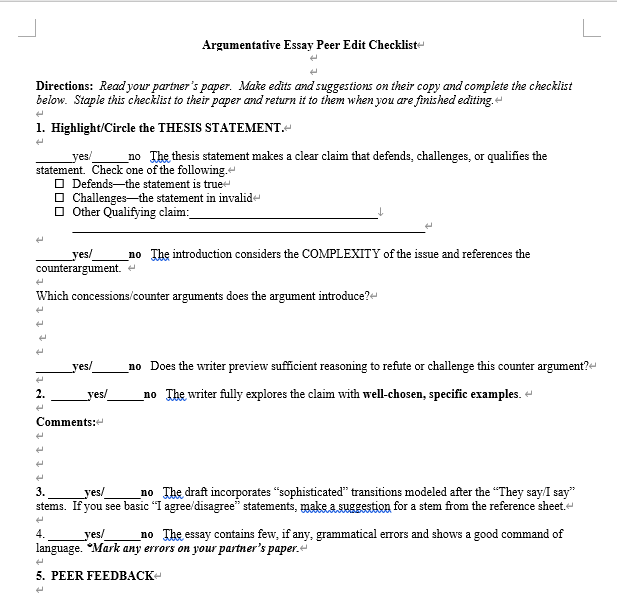 Argumentative Essay Peer Edit Checklist
Directions: Read your partner's paper. Make edits and suggestions on their copy and complete the checklist
below. Staple this checklist to their paper and return it to them when you are finished editing.
1. Highlight/Circle the THESIS STATEMENT.
______yes/______no The thesis statement makes a clear claim that defends, challenges, or qualifies the
statement. Check one of the following.
☐ Defends—the statement is true
☐ Challenges—the statement in invalid
☐ Other Qualifying claim:______________________________
______________________________________________________
______yes/______no The introduction considers the COMPLEXITY of the issue and references the
counterargument.
Which concessions/counter arguments does the argument introduce?
______yes/______no Does the writer preview sufficient reasoning to refute or challenge this counter argument?
2. ______yes/______no The writer fully explores the claim with well-chosen, specific examples.
Comments:
3. ______yes/______no The draft incorporates "sophisticated" transitions modeled after the "They say/I say"
stems. If you see basic "I agree/disagree" statements, make a suggestion for a stem from the reference sheet.
4. ______yes/______no The essay contains few, if any, grammatical errors and shows a good command of
language. *Mark any errors on your partner's paper.
5. PEER FEEDBACK